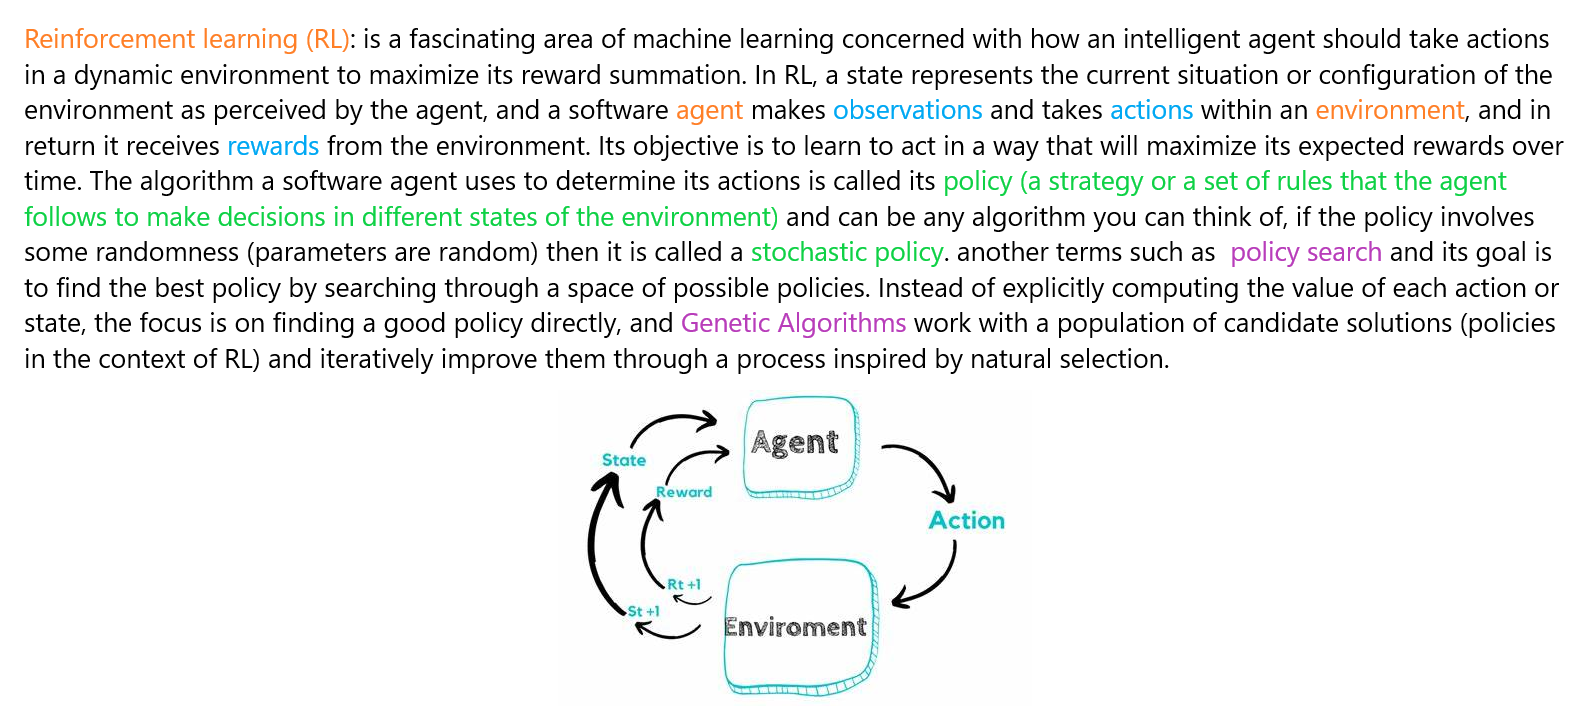 Reinforcement learning (RL): is a fascinating area of machine learning concerned with how an intelligent agent should take actions
in a dynamic environment to maximize its reward summation. In RL, a state represents the current situation or configuration of the
environment as perceived by the agent, and a software agent makes observations and takes actions within an environment, and in
return it receives rewards from the environment. Its objective is to learn to act in a way that will maximize its expected rewards over
time. The algorithm a software agent uses to determine its actions is called its policy (a strategy or a set of rules that the agent
follows to make decisions in different states of the environment) and can be any algorithm you can think of, if the policy involves
some randomness (parameters are random) then it is called a stochastic policy. another terms such as policy search and its goal is
to find the best policy by searching through a space of possible policies. Instead of explicitly computing the value of each action or
state, the focus is on finding a good policy directly, and Genetic Algorithms work with a population of candidate solutions (policies
in the context of RL) and iteratively improve them through a process inspired by natural selection.
Agent
State
Reward
Action
Rt +1
St +1
Enviroment